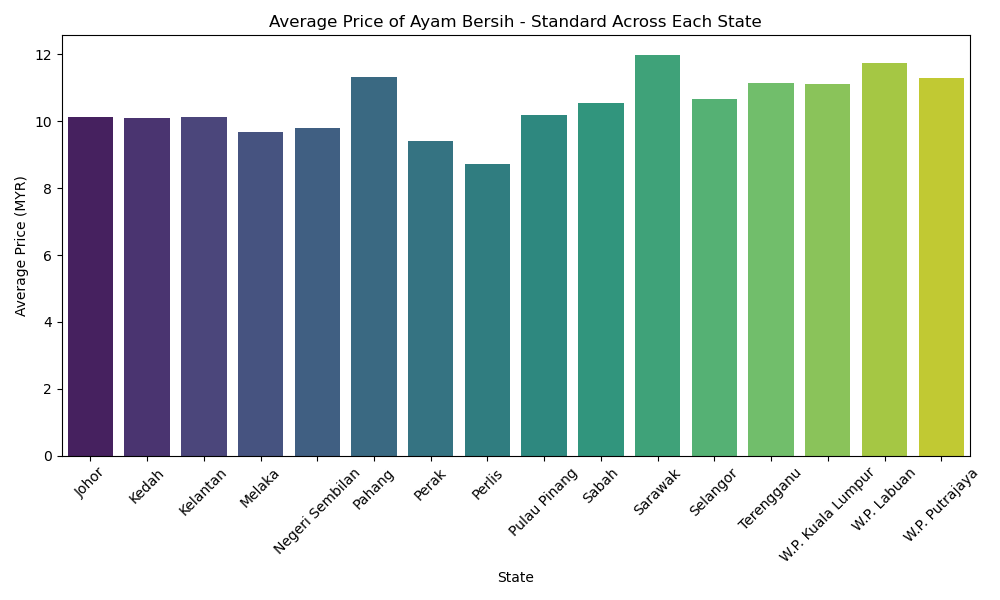 Average Price of Ayam Bersih - Standard Across Each State
Average Price (MYR)
12
10
8
6
4
2
0
Johor
Kedah
Kelantan
Melaka
Negeri Sembilan
Pahang
Perak
Perlis
Pulau Pinang
Sabah
Sarawak
Selangor
Terengganu
W.P. Kuala Lumpur
W.P. Labuan
W.P. Putrajaya
State